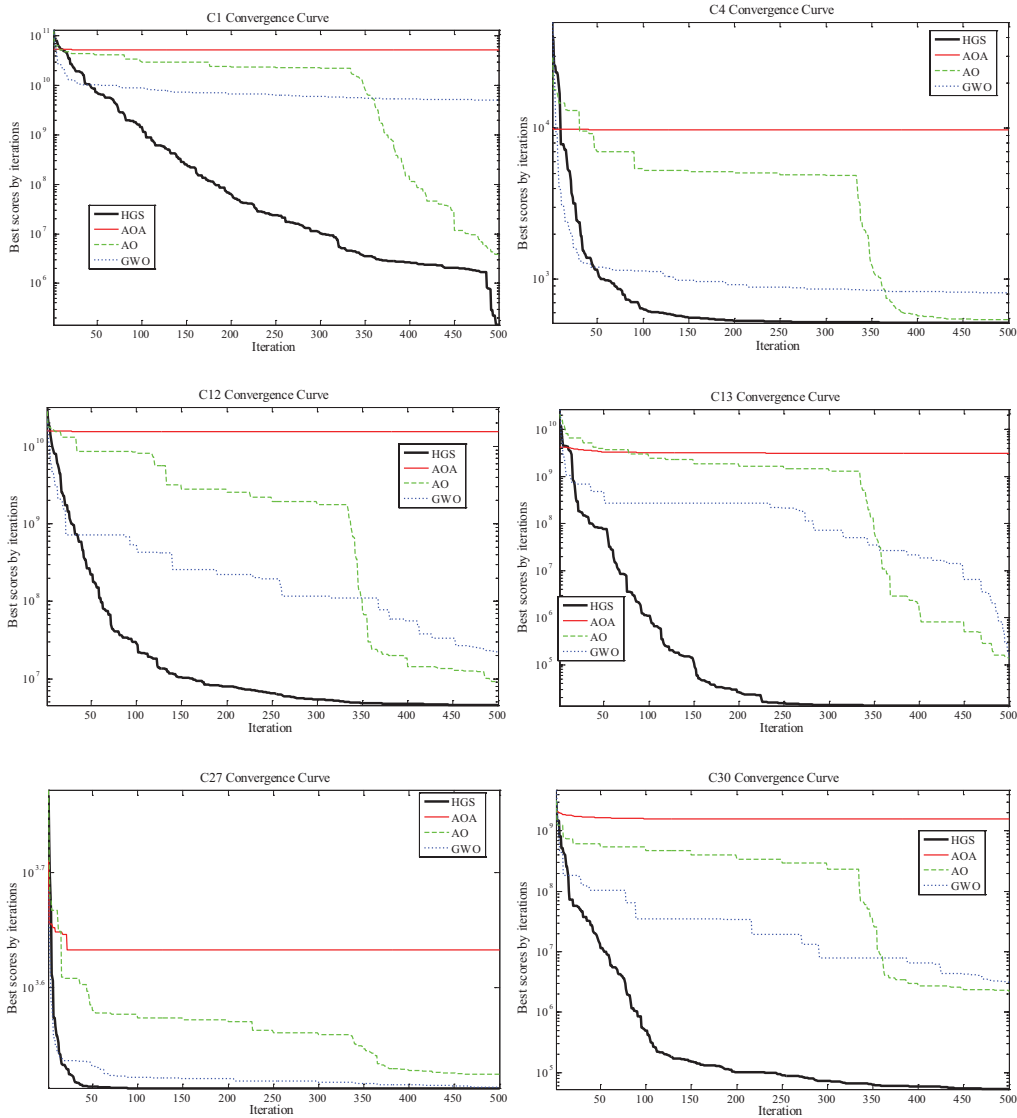 C1 Convergence Curve
Best scores by iterations
10^11
10^10
10^9
10^8
10^7
10^6
HGS
AOA
AO
GWO
50 100 150 200 250 300 350 400 450 500
Iteration
C4 Convergence Curve
Best scores by iterations
10^4
10^3
HGS
AOA
AO
GWO
50 100 150 200 250 300 350 400 450 500
Iteration
C12 Convergence Curve
Best scores by iterations
10^10
10^9
10^8
10^7
HGS
AOA
AO
GWO
50 100 150 200 250 300 350 400 450 500
Iteration
C13 Convergence Curve
Best scores by iterations
10^10
10^9
10^8
10^7
10^6
10^5
HGS
AOA
AO
GWO
50 100 150 200 250 300 350 400 450 500
Iteration
C27 Convergence Curve
Best scores by iterations
10^3.7
10^3.6
HGS
AOA
AO
GWO
50 100 150 200 250 300 350 400 450 500
Iteration
C30 Convergence Curve
Best scores by iterations
10^9
10^8
10^7
10^6
10^5
HGS
AOA
AO
GWO
50 100 150 200 250 300 350 400 450 500
Iteration